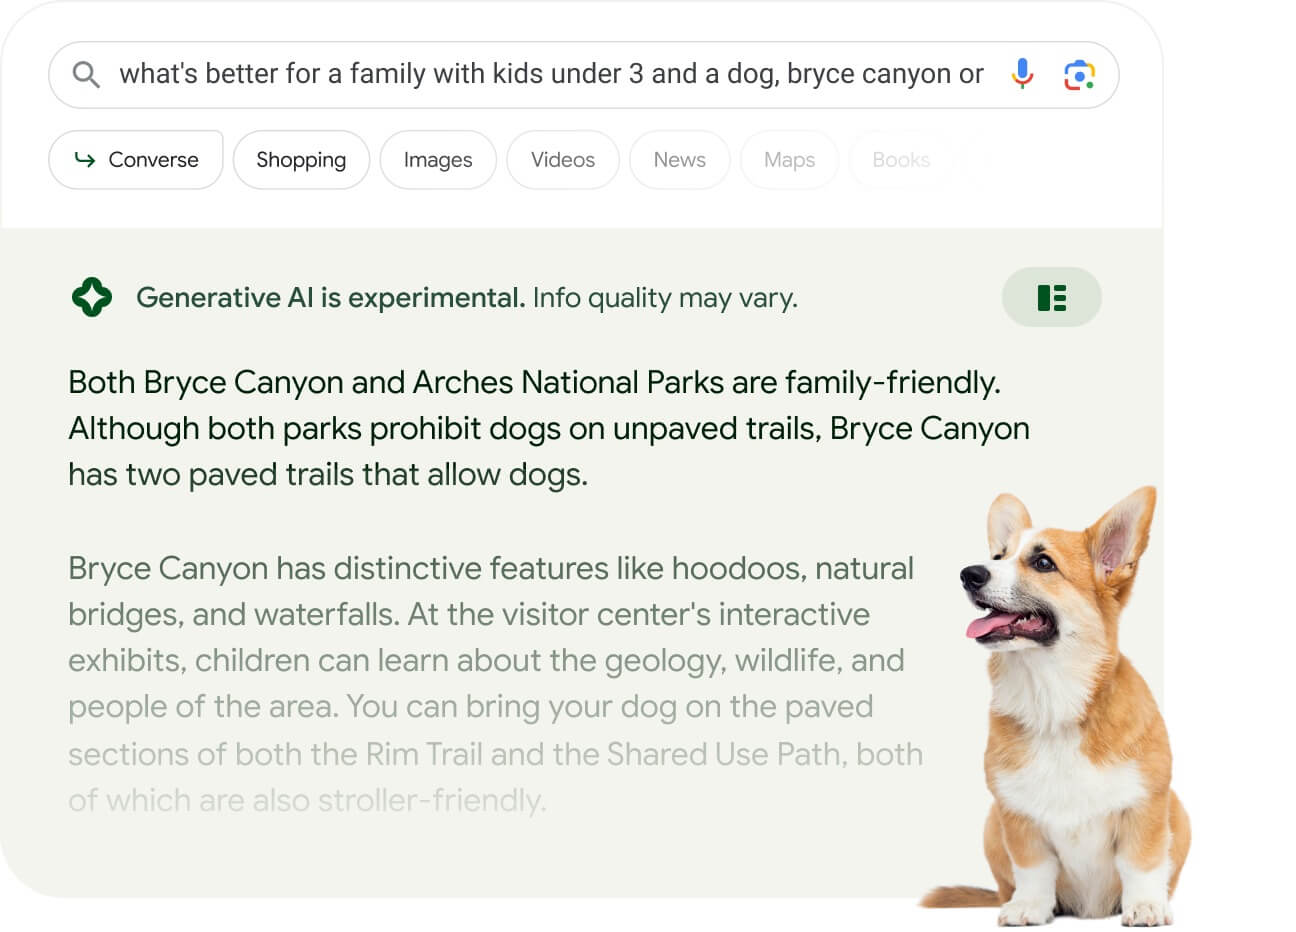 what's better for a family with kids under 3 and a dog, bryce canyon or
Converse
Shopping
Images
Videos
News
Maps
Books
Generative AI is experimental. Info quality may vary.
Both Bryce Canyon and Arches National Parks are family-friendly.
Although both parks prohibit dogs on unpaved trails, Bryce Canyon
has two paved trails that allow dogs.
Bryce Canyon has distinctive features like hoodoos, natural
bridges, and waterfalls. At the visitor center's interactive
exhibits, children can learn about the geology, wildlife, and
people of the area. You can bring your dog on the paved
sections of both the Rim Trail and the Shared Use Path, both
of which are also stroller-friendly.